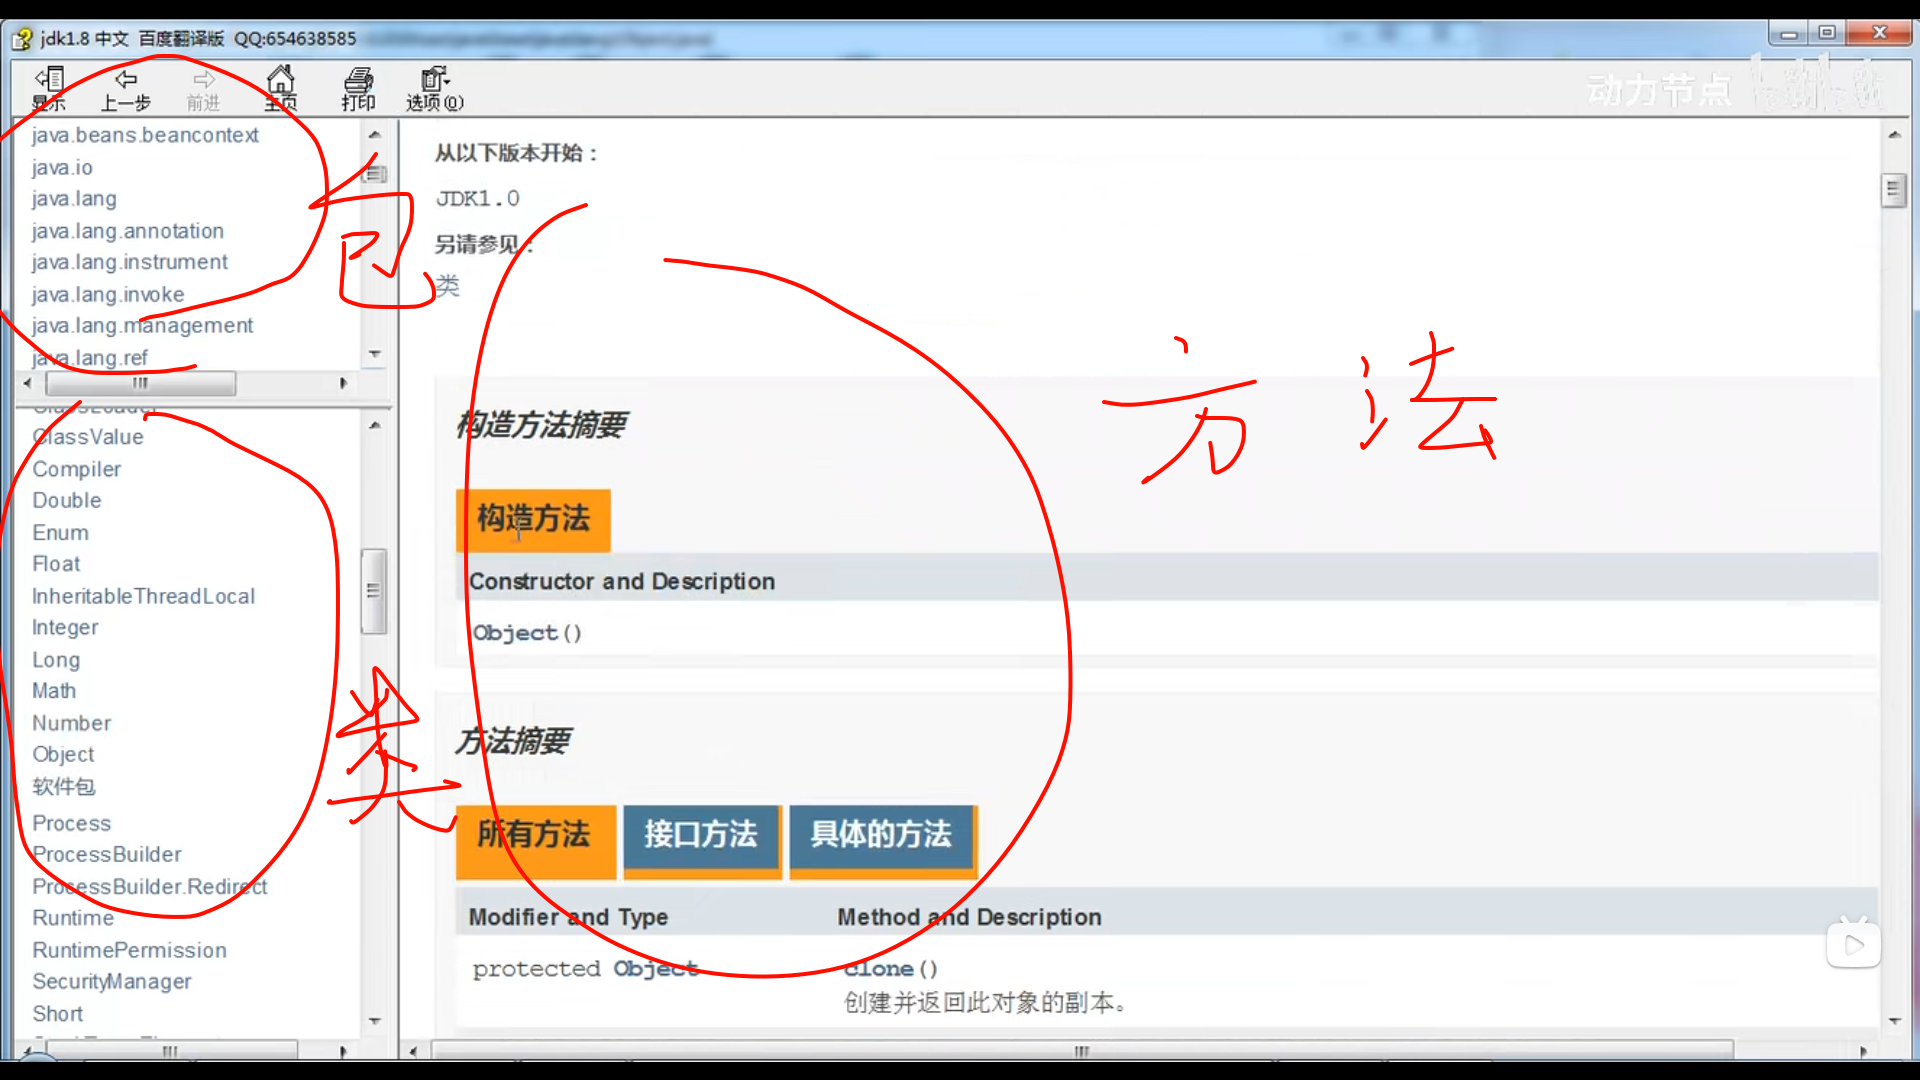 jdk1.8 中文 百度翻译版 QQ:654638585
显示 上一步 前进 主页 打印 选项(O)
动力节点 bilibili
java.beans.beancontext
java.io
java.lang
java.lang.annotation
java.lang.instrument
java.lang.invoke
java.lang.management
java.lang.ref
包
ClassLoader
ClassValue
Compiler
Double
Enum
Float
InheritableThreadLocal
Integer
Long
Math
Number
Object
软件包
Process
ProcessBuilder
ProcessBuilder.Redirect
Runtime
RuntimePermission
SecurityManager
Short
类
从以下版本开始：
JDK1.0
另请参见：
类
方法
构造方法摘要
构造方法
Constructor and Description
Object()
方法摘要
所有方法 接口方法 具体的方法
Modifier and Type Method and Description
protected Object clone()
创建并返回此对象的副本。